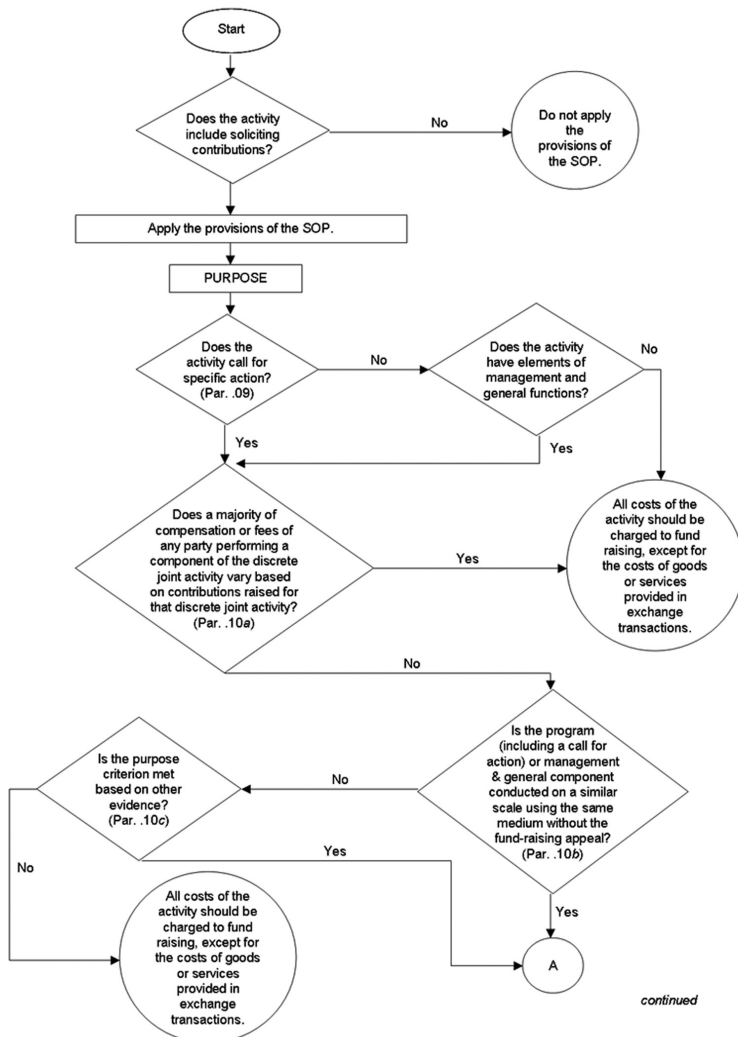 Start
Does the activity
include soliciting
contributions?
No
Do not apply
the
provisions of
the SOP.
Apply the provisions of the SOP.
PURPOSE
Does the
activity call for
specific action?
(Par. .09)
No
Does the activity
have elements of
management and
general functions?
No
Yes
Yes
Does a majority of
compensation or fees of
any party performing a
component of the discrete
joint activity vary based
on contributions raised for
that discrete joint activity?
(Par. .10a)
Yes
All costs of the
activity should be
charged to fund
raising, except for
the costs of goods
or services
provided in
exchange
transactions.
No
Is the program
(including a call for
action) or management
& general component
conducted on a similar
scale using the same
medium without the
fund-raising appeal?
(Par. .10b)
No
Is the purpose
criterion met
based on other
evidence?
(Par. .10c)
No
Yes
Yes
All costs of the
activity should be
charged to fund
raising, except for
the costs of goods
or services
provided in
exchange
transactions.
A
continued